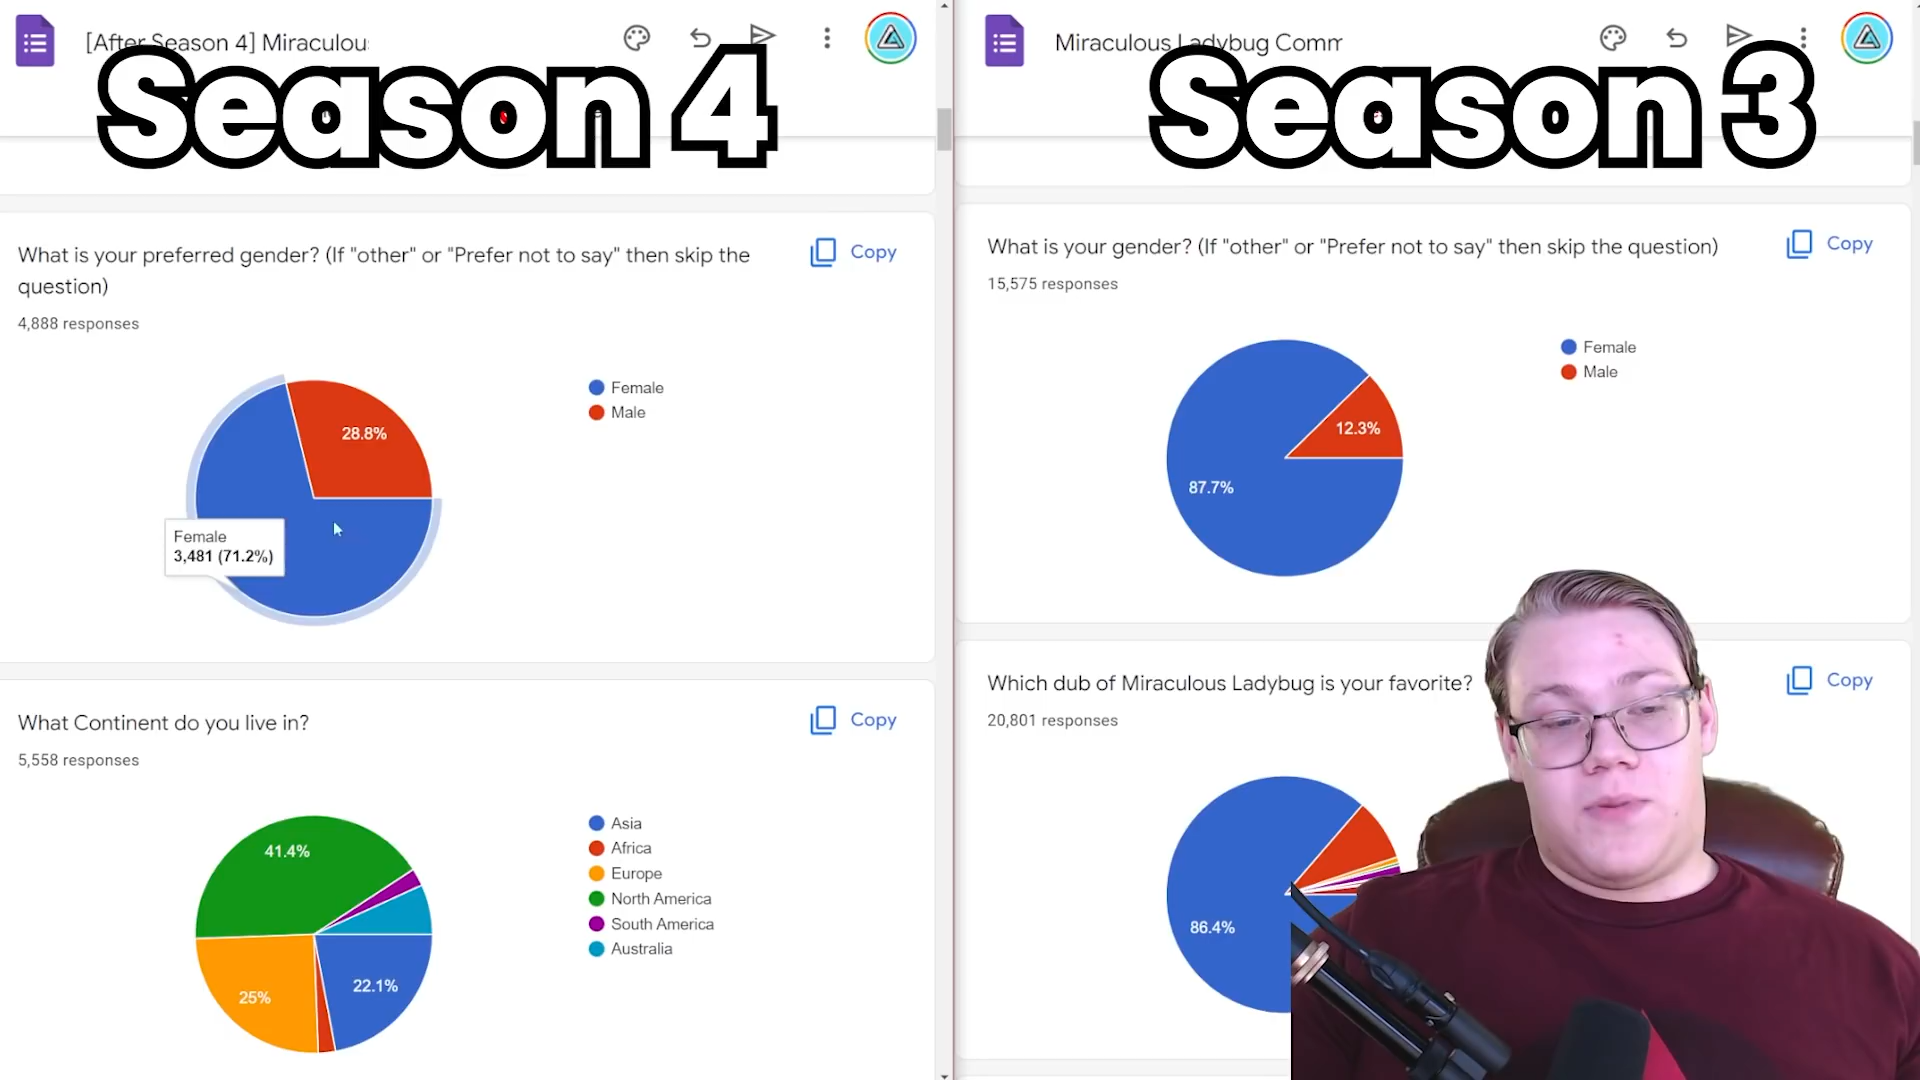 [After Season 4] Miraculous
Season 4
What is your preferred gender? (If "other" or "Prefer not to say" then skip the
question)
Copy
4,888 responses
28.8%
Female
Male
Female
3,481 (71.2%)
What Continent do you live in?
Copy
5,558 responses
41.4%
25%
22.1%
Asia
Africa
Europe
North America
South America
Australia
Miraculous Ladybug Comm
Season 3
What is your gender? (If "other" or "Prefer not to say" then skip the question)
Copy
15,575 responses
12.3%
87.7%
Female
Male
Which dub of Miraculous Ladybug is your favorite?
Copy
20,801 responses
86.4%